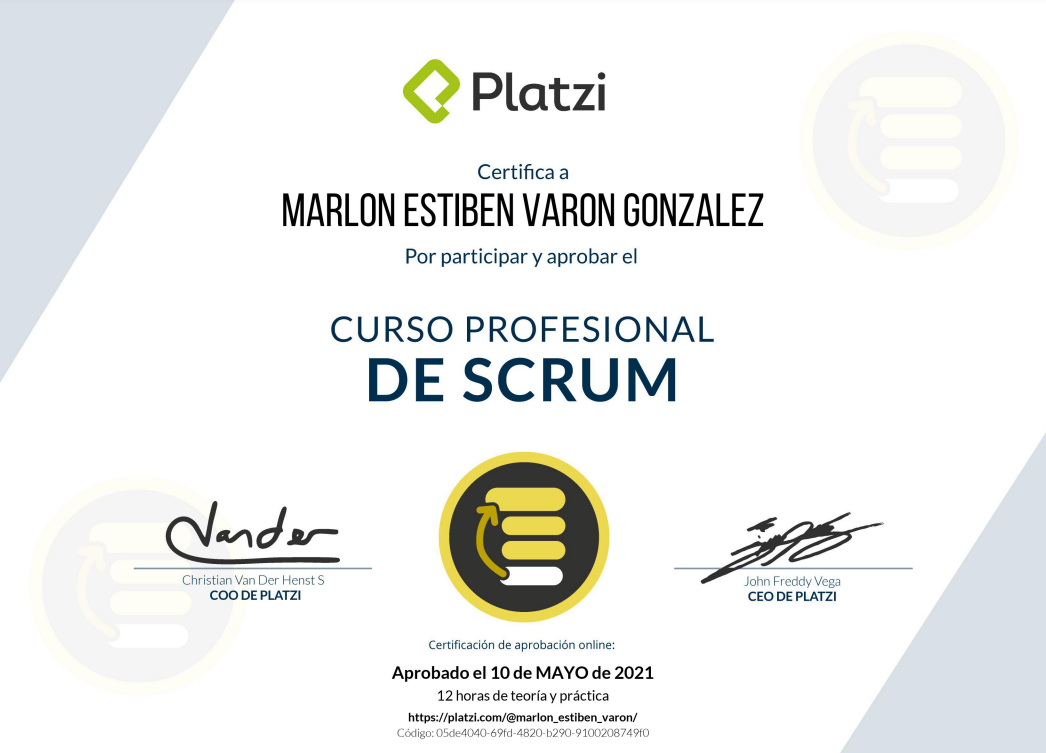 Platzi
Certifica a
MARLON ESTIBEN VARON GONZALEZ
Por participar y aprobar el
CURSO PROFESIONAL
DE SCRUM
Vander
Christian Van Der Henst S
COO DE PLATZI
John Freddy Vega
CEO DE PLATZI
Certificación de aprobación online:
Aprobado el 10 de MAYO de 2021
12 horas de teoría y práctica
https://platzi.com/@marlon_estiben_varon/
Código: 05de4040-69fd-4820-b290-9100208749f0